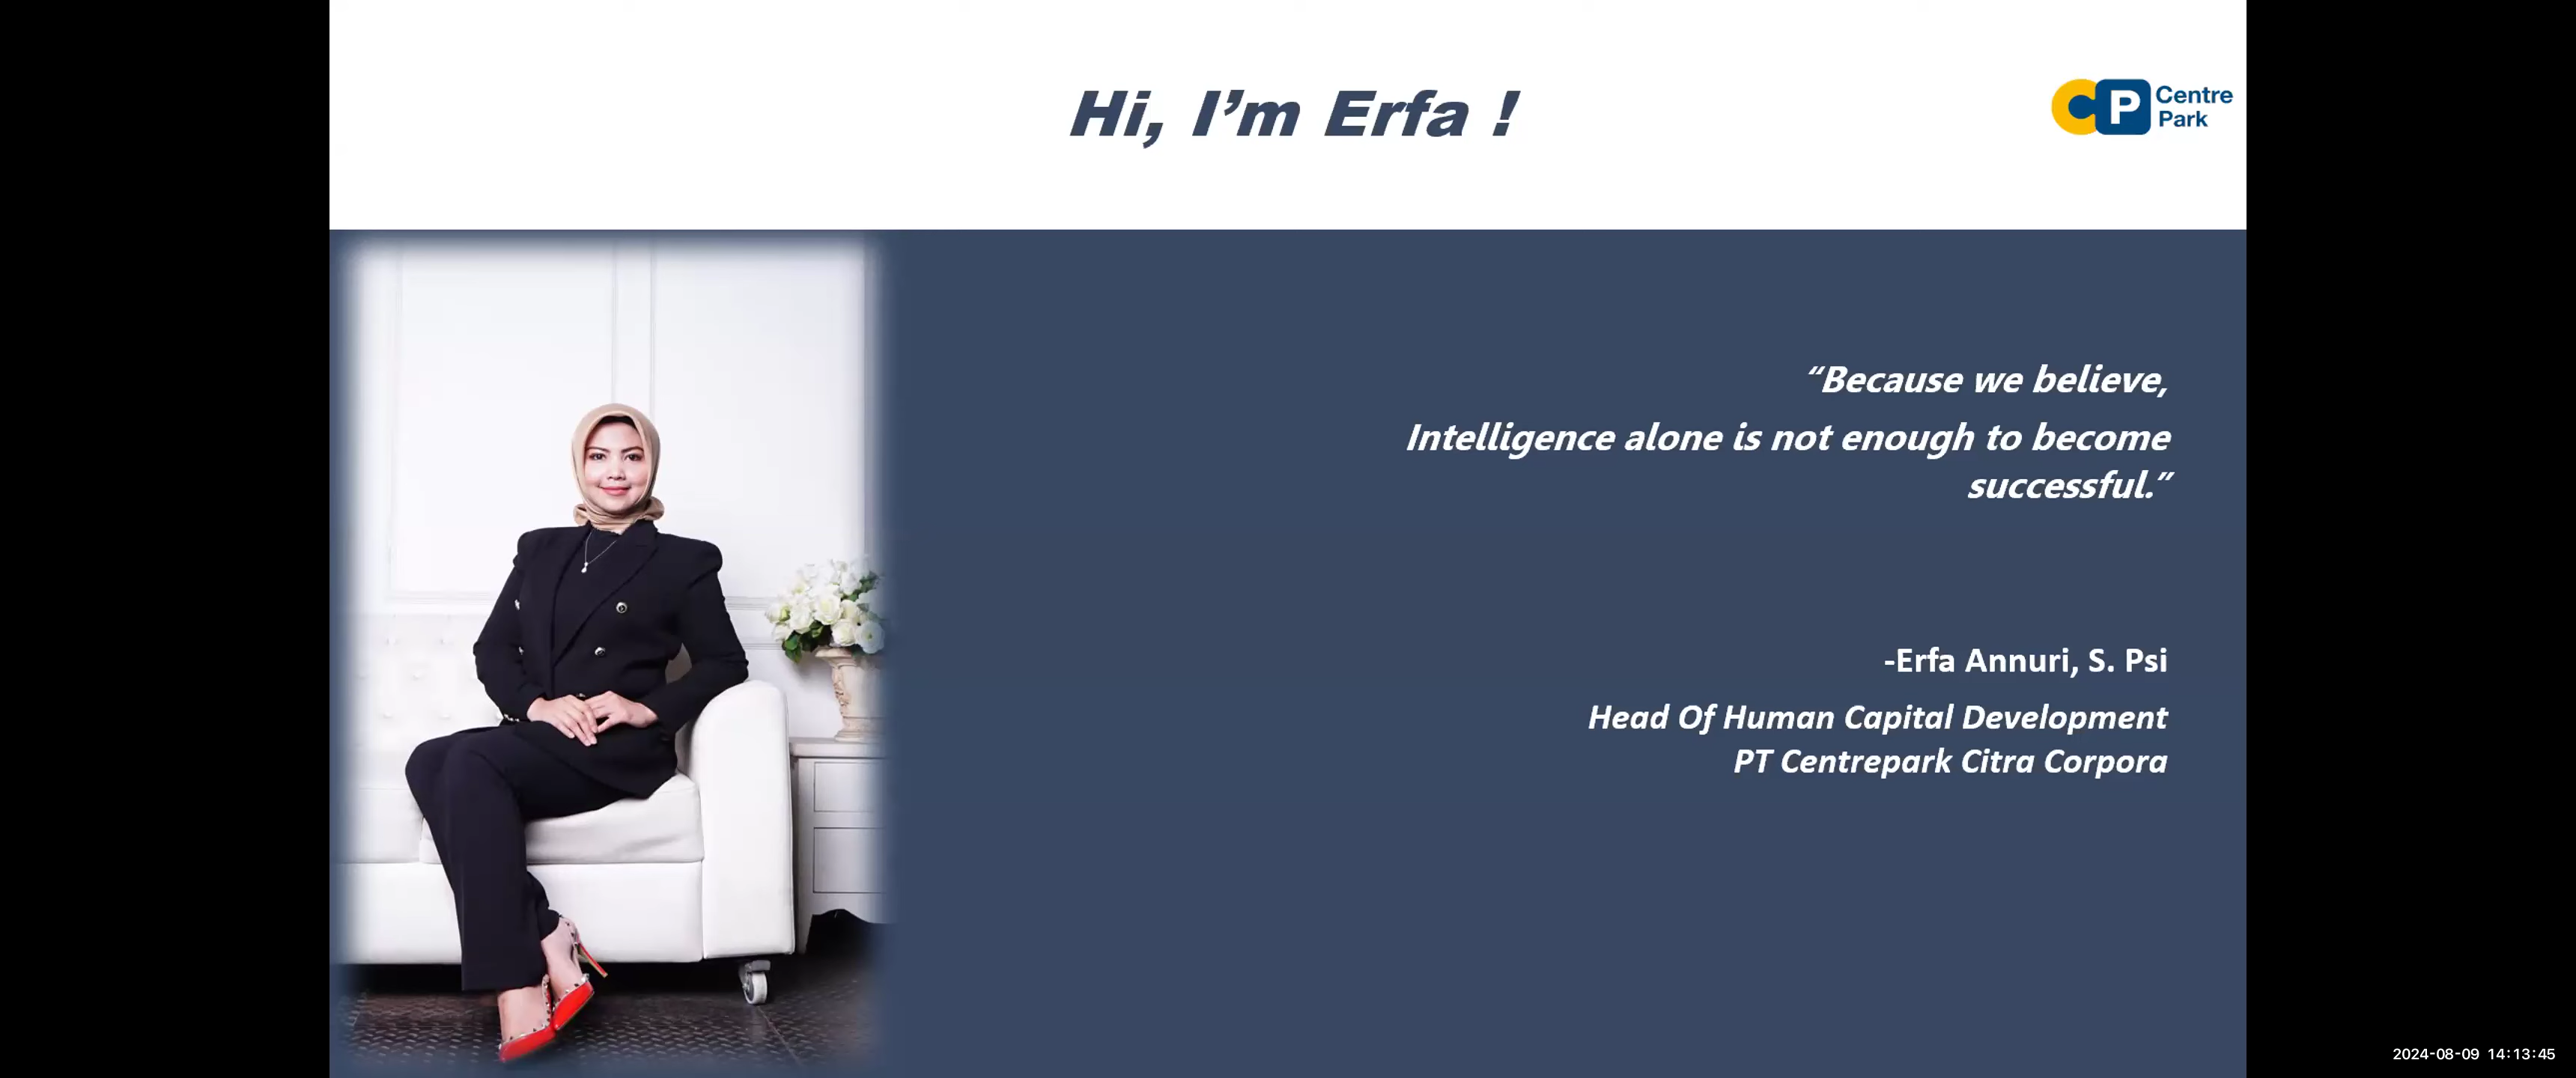 Hi, I’m Erfa !
CP Centre
Park
“Because we believe,
Intelligence alone is not enough to become
successful.”
-Erfa Annuri, S. Psi
Head Of Human Capital Development
PT Centrepark Citra Corpora
2024-08-09 14:13:45